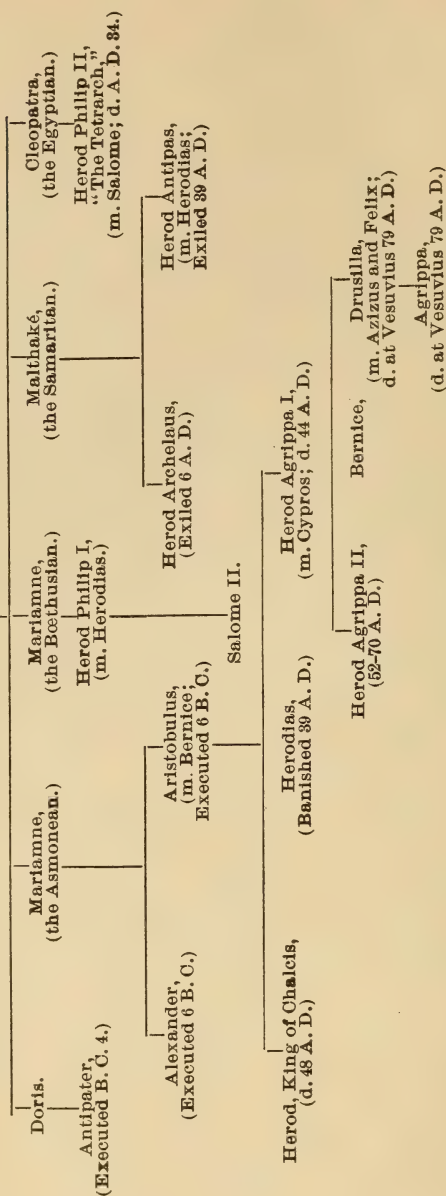 Doris.
Antipater,
(Executed B. C. 4.)
Mariamne,
(the Asmonean.)
Alexander,
(Executed 6 B. C.)
Aristobulus,
(m. Bernice;
Executed 6 B. C.)
Herod, King of Chalcis,
(d. 48 A. D.)
Herodias,
(Banished 39 A. D.)
Herod Agrippa I,
(m. Cypros; d. 44 A. D.)
Herod Agrippa II,
(52-70 A. D.)
Bernice,
Drusilla,
(m. Azizus and Felix;
d. at Vesuvius 79 A. D.)
Agrippa,
(d. at Vesuvius 79 A. D.)
Mariamne,
(the Bœthusian.)
Herod Philip I,
(m. Herodias.)
Salome II.
Malthaké,
(the Samaritan.)
Herod Archelaus,
(Exiled 6 A. D.)
Herod Antipas,
(m. Herodias;
Exiled 39 A. D.)
Cleopatra,
(the Egyptian.)
Herod Philip II,
"The Tetrarch,"
(m. Salome; d. A. D. 34.)